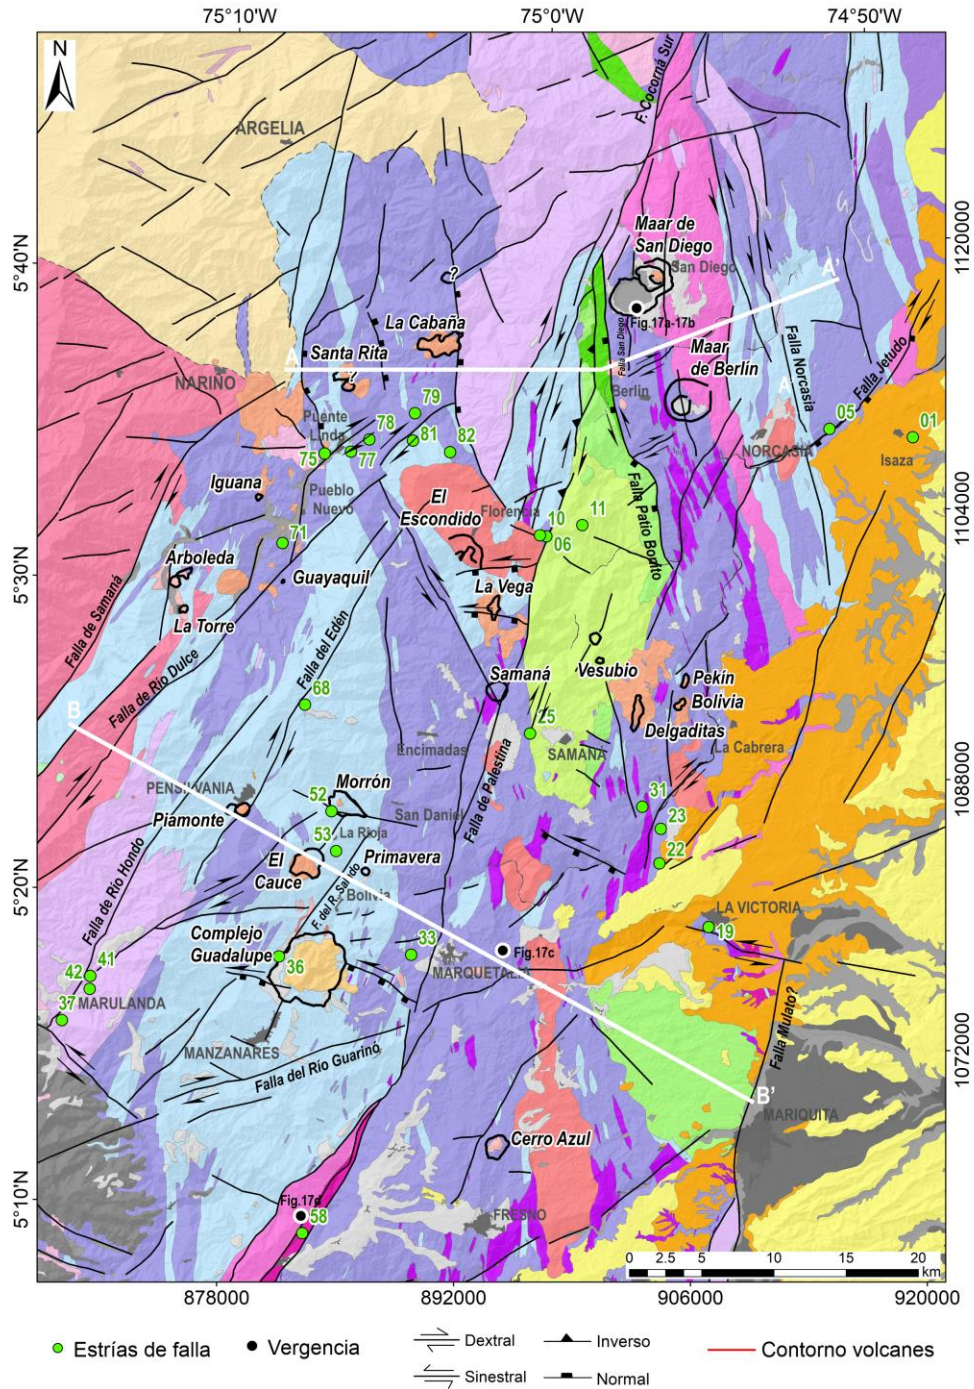 75°10'W
75°0'W
74°50'W
N
ARGELIA
F. Cocorná Sur
1120000
5°40'N
Maar de
San Diego
San Diego
A'
?
Fig.17a-17b
La Cabaña
Falla San Diego
Santa Rita
A
?
Maar
de Berlín
Falla Norcasia
Falla Jetudo
NARIÑO
Berlín
79
Puente
Linda
78
81
82
75
77
05
01
NORCASIA
Isaza
Iguana
Pueblo
Nuevo
El
Escondido
Florencia
10
11
06
Falla Patio Bonito
1104000
71
Arboleda
5°30'N
Guayaquil
La Vega
La Torre
Falla de Samaná
Falla de Río Dulce
Falla del Edén
Vesubio
Samaná
Pekín
Bolivia
68
Delgaditas
B
25
SAMANÁ
La Cabrera
Encimadas
Falla de Palestina
1088000
PENSILVANIA
Morrón
52
Piamonte
San Daniel
31
23
53
La Rioja
Primavera
El
Cauce
22
5°20'N
F. del R. Salado
Bolivia
Falla de Río Hondo
LA VICTORIA
19
Complejo
Guadalupe
33
Fig.17c
36
MARQUETALIA
42
41
37
MARULANDA
Falla Mulato?
MANZANARES
Falla del Río Guarinó
1072000
B'
MARIQUITA
Cerro Azul
5°10'N
Fig.17d
58
FRESNO
0 2.5 5 10 15 20
km
878000
892000
906000
920000
Estrías de falla
Vergencia
Dextral
Inverso
Contorno volcanes
Sinestral
Normal